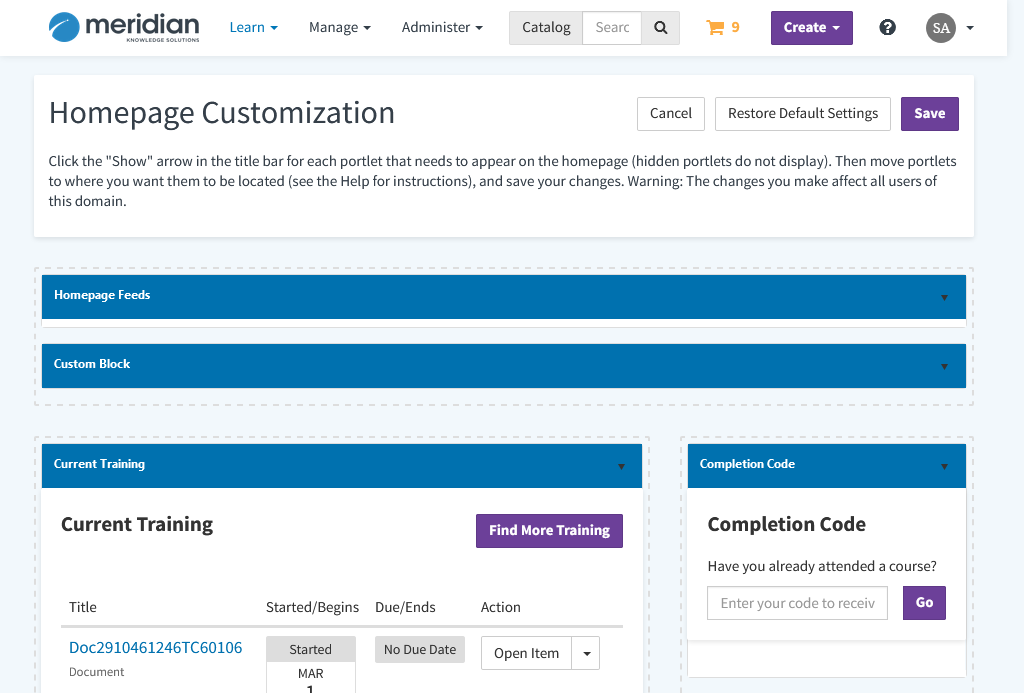 meridian
KNOWLEDGE SOLUTIONS
Learn
Manage
Administer
Catalog
Searc
9
Create
?
SA
Homepage Customization
Cancel
Restore Default Settings
Save
Click the "Show" arrow in the title bar for each portlet that needs to appear on the homepage (hidden portlets do not display). Then move portlets
to where you want them to be located (see the Help for instructions), and save your changes. Warning: The changes you make affect all users of
this domain.
Homepage Feeds
Custom Block
Current Training
Current Training
Find More Training
Title
Started/Begins
Due/Ends
Action
Doc2910461246TC60106
Document
Started
MAR
1
No Due Date
Open Item
Completion Code
Completion Code
Have you already attended a course?
Enter your code to receiv
Go